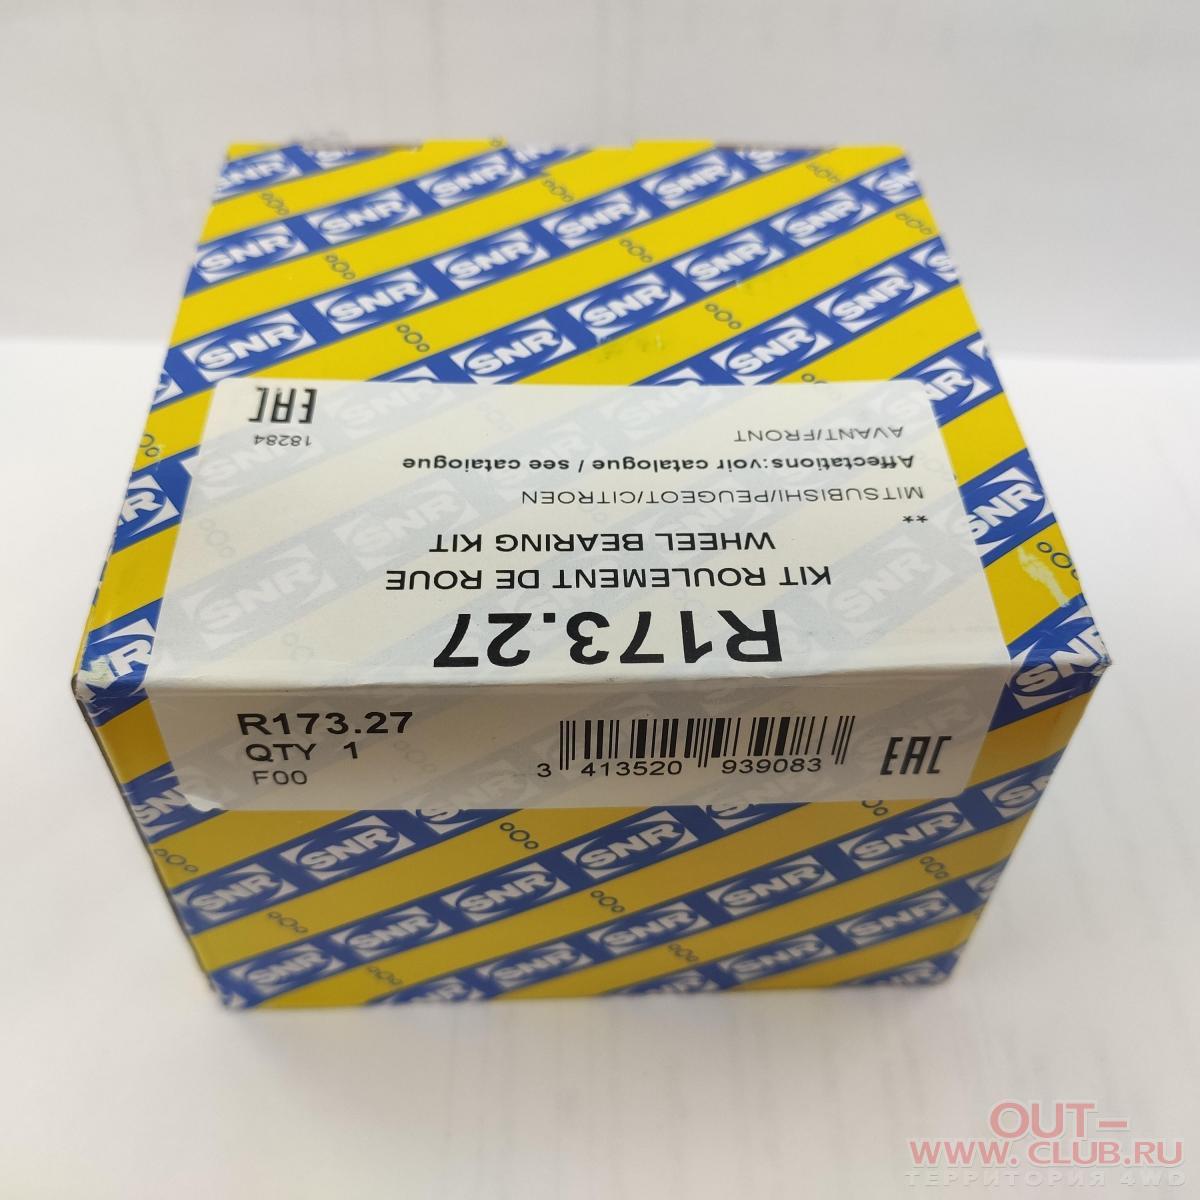 R173.27
KIT ROULEMENT DE ROUE
WHEEL BEARING KIT
**
MITSUBISHI/PEUGEOT/CITROEN
Affectations:voir catalogue / see catalogue
AVANT/FRONT
18284
EAC
R173.27
QTY 1
F00
3 413520 939083
EAC
SNR
OUT-
WWW.CLUB.RU
ТЕРРИТОРИЯ 4WD